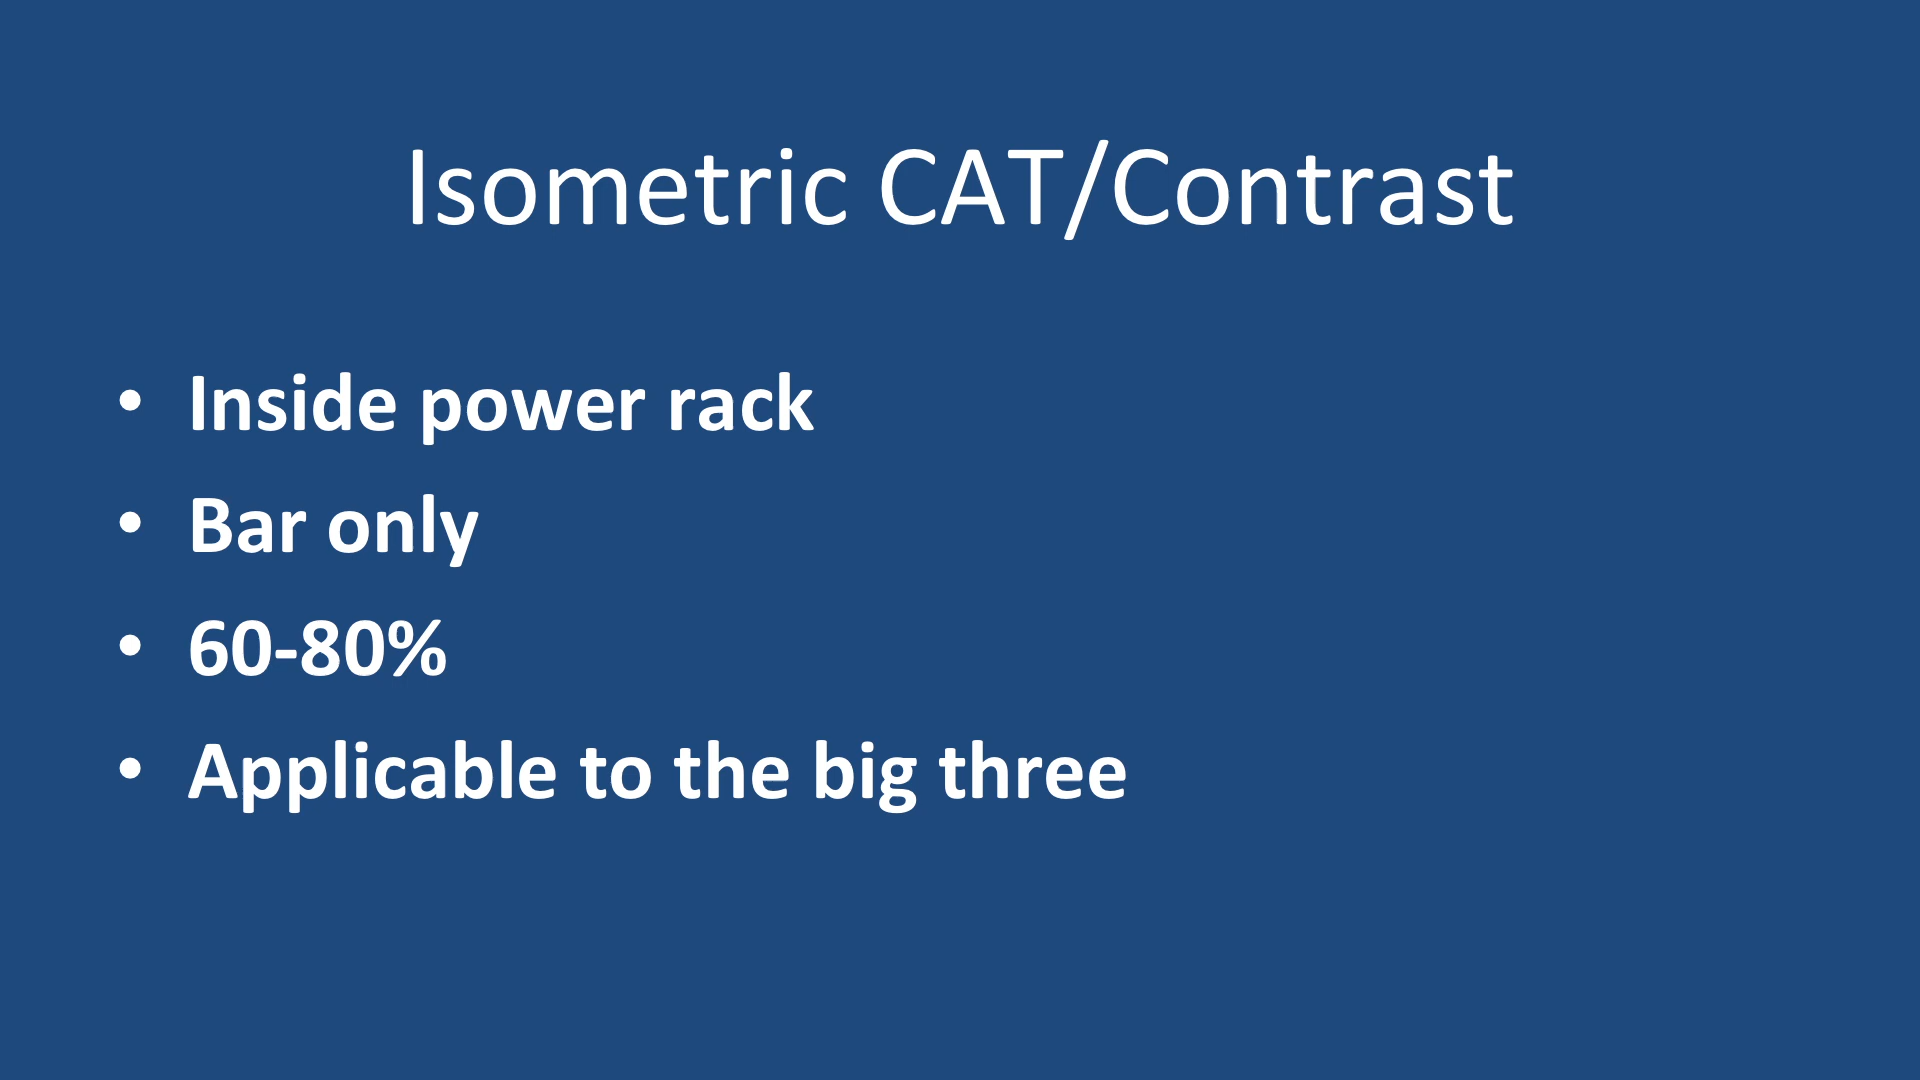 Isometric CAT/Contrast
• Inside power rack
• Bar only
• 60-80%
• Applicable to the big three